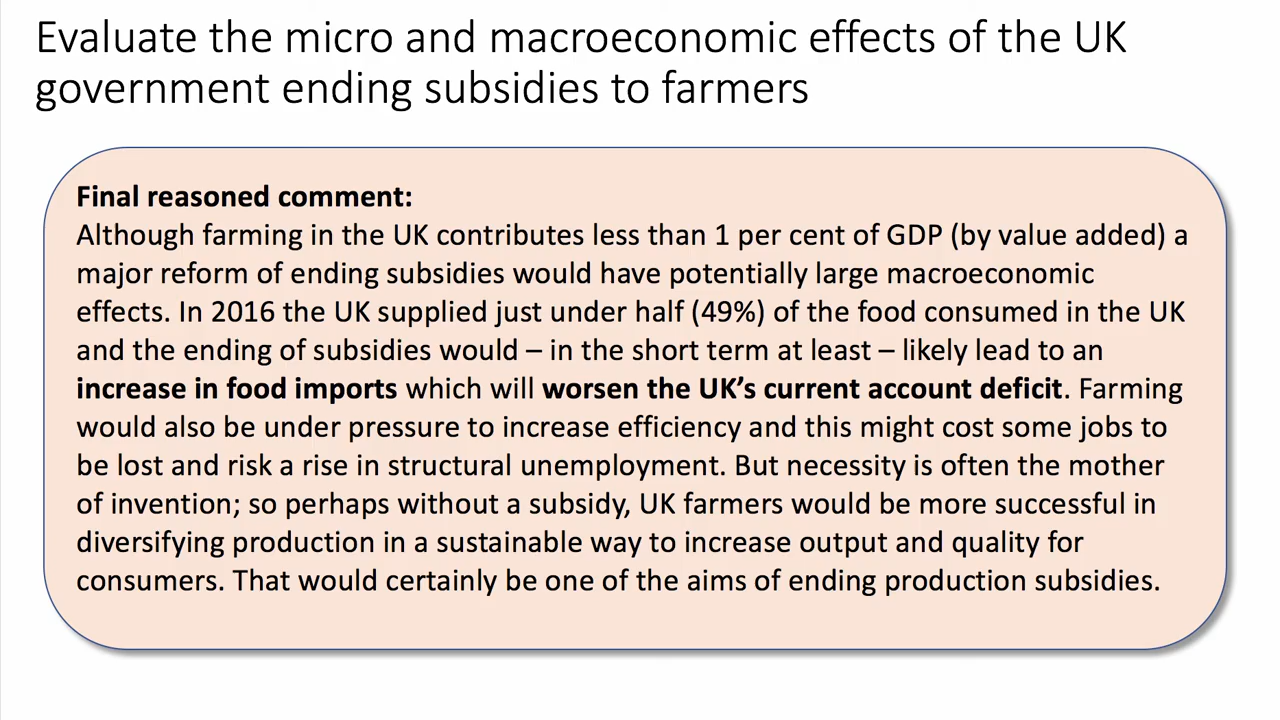 Evaluate the micro and macroeconomic effects of the UK
government ending subsidies to farmers
Final reasoned comment:
Although farming in the UK contributes less than 1 per cent of GDP (by value added) a
major reform of ending subsidies would have potentially large macroeconomic
effects. In 2016 the UK supplied just under half (49%) of the food consumed in the UK
and the ending of subsidies would – in the short term at least – likely lead to an
increase in food imports which will worsen the UK’s current account deficit. Farming
would also be under pressure to increase efficiency and this might cost some jobs to
be lost and risk a rise in structural unemployment. But necessity is often the mother
of invention; so perhaps without a subsidy, UK farmers would be more successful in
diversifying production in a sustainable way to increase output and quality for
consumers. That would certainly be one of the aims of ending production subsidies.